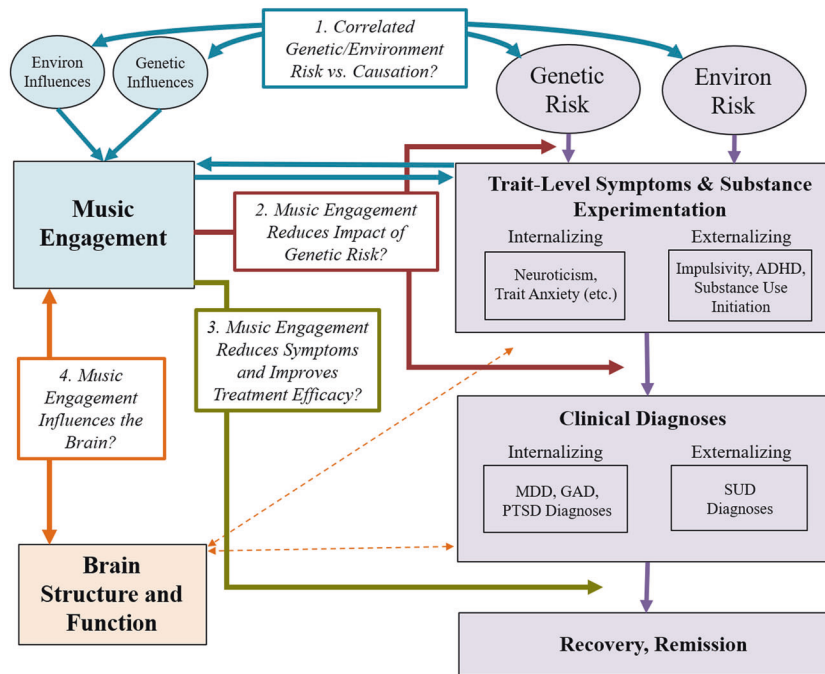 1. Correlated
Genetic/Environment
Risk vs. Causation?
Environ
Influences
Genetic
Influences
Genetic
Risk
Environ
Risk
Music
Engagement
2. Music Engagement
Reduces Impact of
Genetic Risk?
Trait-Level Symptoms & Substance
Experimentation
Internalizing
Neuroticism,
Trait Anxiety (etc.)
Externalizing
Impulsivity, ADHD,
Substance Use
Initiation
3. Music Engagement
Reduces Symptoms
and Improves
Treatment Efficacy?
4. Music
Engagement
Influences the
Brain?
Clinical Diagnoses
Internalizing
MDD, GAD,
PTSD Diagnoses
Externalizing
SUD
Diagnoses
Brain
Structure and
Function
Recovery, Remission